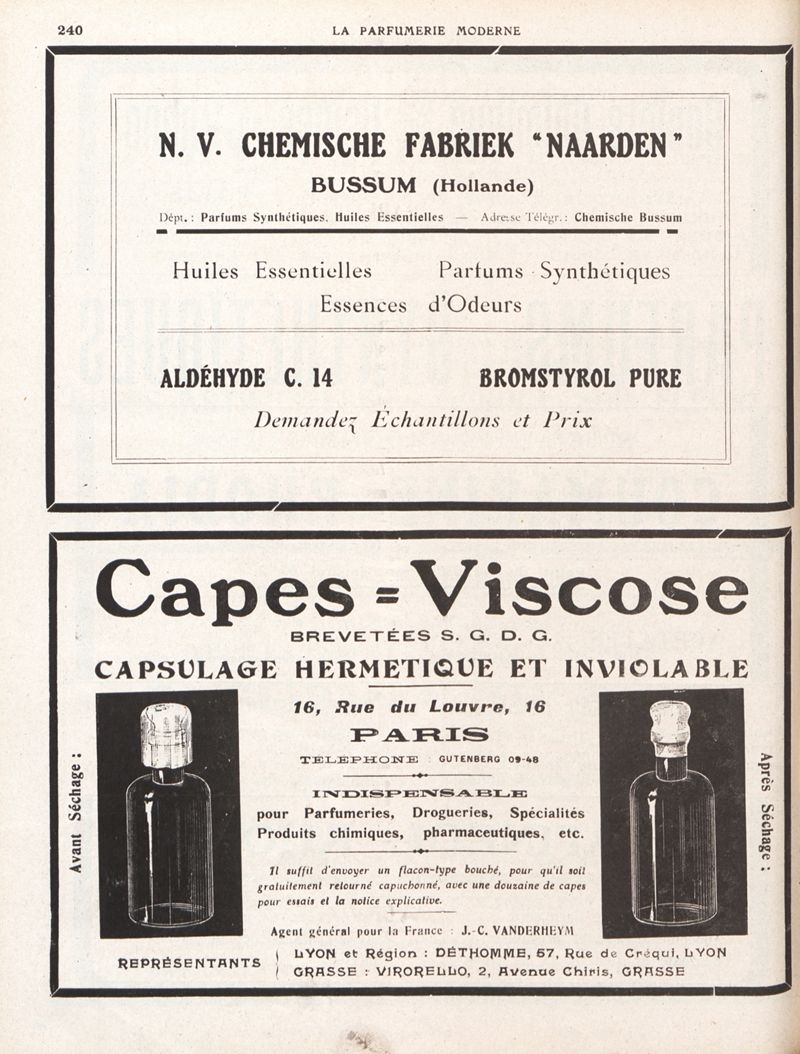 240
LA PARFUMERIE MODERNE
N. V. CHEMISCHE FABRIEK "NAARDEN"
BUSSUM (Hollande)
Dépt. : Parfums Synthétiques, Huiles Essentielles — Adresse Télégr. : Chemische Bussum
Huiles Essentielles Parfums Synthétiques
Essences d'Odeurs
ALDÉHYDE C. 14 BROMSTYROL PURE
Demandez Échantillons et Prix
Capes=Viscose
BREVETÉES S. G. D. G.
CAPSULAGE HERMETIQUE ET INVIOLABLE
16, Rue du Louvre, 16
PARIS
TELEPHONE : GUTENBERG 09-48
INDISPENSABLE
pour Parfumeries, Drogueries, Spécialités
Produits chimiques, pharmaceutiques, etc.
Avant Séchage :
Après Séchage :
Il suffit d'envoyer un flacon-type bouché, pour qu'il soit
gratuitement retourné capuchonné, avec une douzaine de capes
pour essais et la notice explicative.
Agent général pour la France : J.-C. VANDERHEYM
REPRÉSENTANTS
LYON et Région : DÉTHOMME, 57, Rue de Créqui, LYON
GRASSE : VIRORELLO, 2, Avenue Chiris, GRASSE